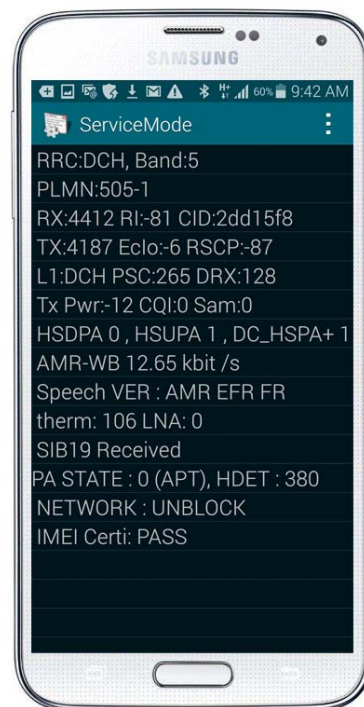 SAMSUNG
60% 9:42 AM
ServiceMode
RRC:DCH, Band:5
PLMN:505-1
RX:4412 RI:-81 CID:2dd15f8
TX:4187 EcIo:-6 RSCP:-87
L1:DCH PSC:265 DRX:128
Tx Pwr:-12 CQI:0 Sam:0
HSDPA 0 , HSUPA 1 , DC_HSPA+ 1
AMR-WB 12.65 kbit /s
Speech VER : AMR EFR FR
therm: 106 LNA: 0
SIB19 Received
PA STATE : 0 (APT), HDET : 380
NETWORK : UNBLOCK
IMEI Certi: PASS